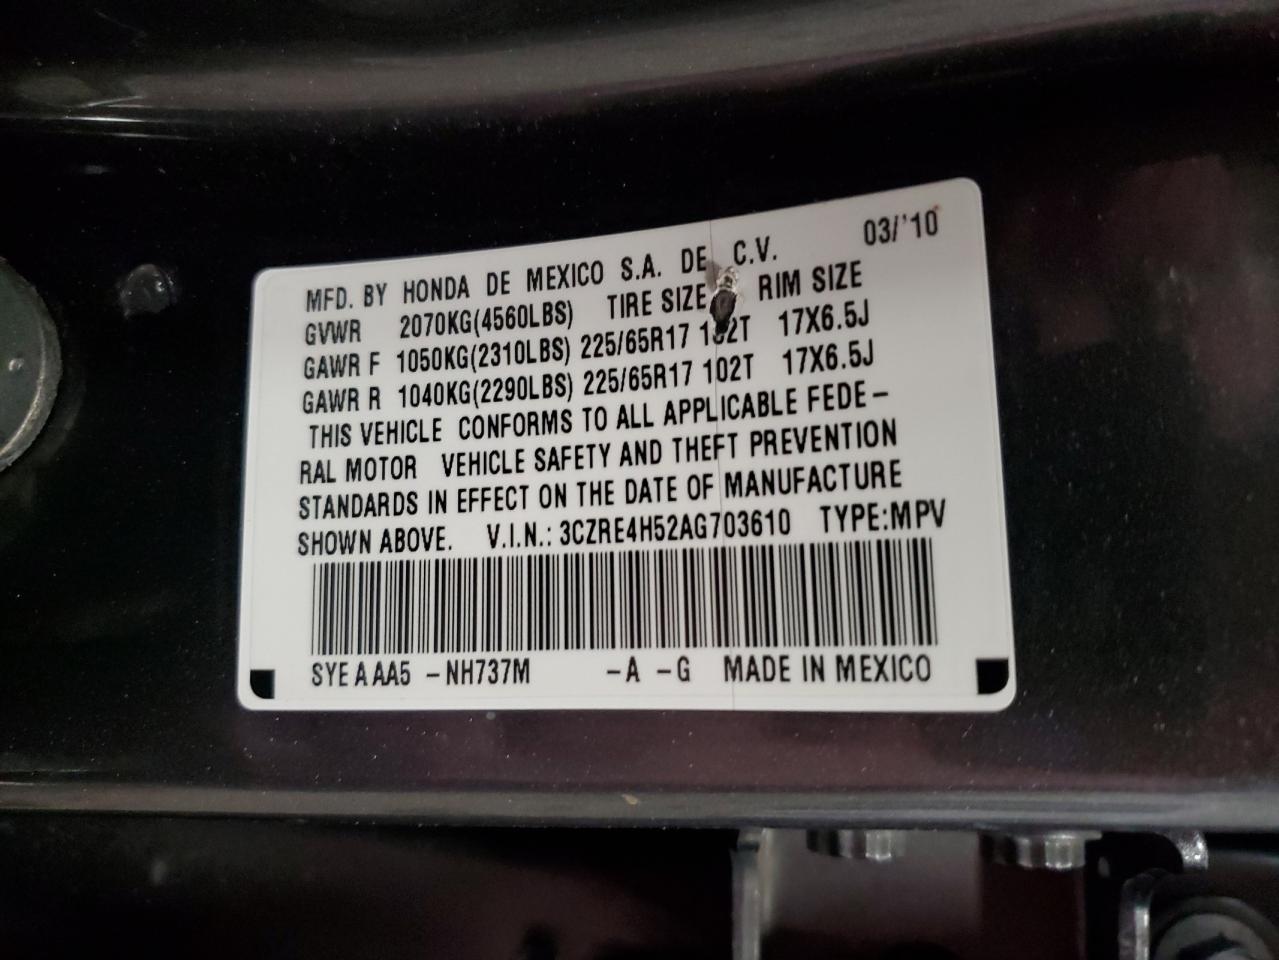 MFD. BY HONDA DE MEXICO S.A. DE C.V. 03/'10
GVWR 2070KG(4560LBS) TIRE SIZE RIM SIZE
GAWR F 1050KG(2310LBS) 225/65R17 102T 17X6.5J
GAWR R 1040KG(2290LBS) 225/65R17 102T 17X6.5J
THIS VEHICLE CONFORMS TO ALL APPLICABLE FEDE-
RAL MOTOR VEHICLE SAFETY AND THEFT PREVENTION
STANDARDS IN EFFECT ON THE DATE OF MANUFACTURE
SHOWN ABOVE. V.I.N.: 3CZRE4H52AG703610 TYPE:MPV
SYE A AA5 -NH737M -A -G MADE IN MEXICO